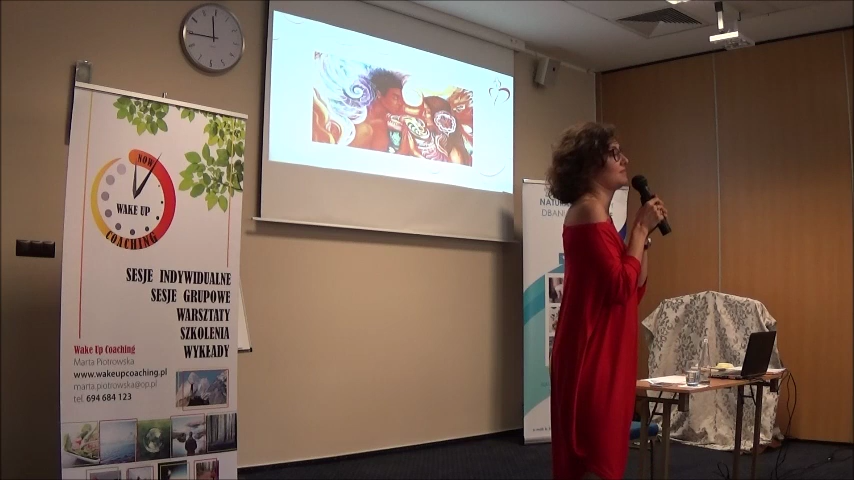 NOW
WAKE UP
COACHING
SESJE INDYWIDUALNE
SESJE GRUPOWE
WARSZTATY
SZKOLENIA
WYKŁADY
Wake Up Coaching
Marta Piotrowska
www.wakeupcoaching.pl
marta.piotrowska@op.pl
tel. 694 684 123